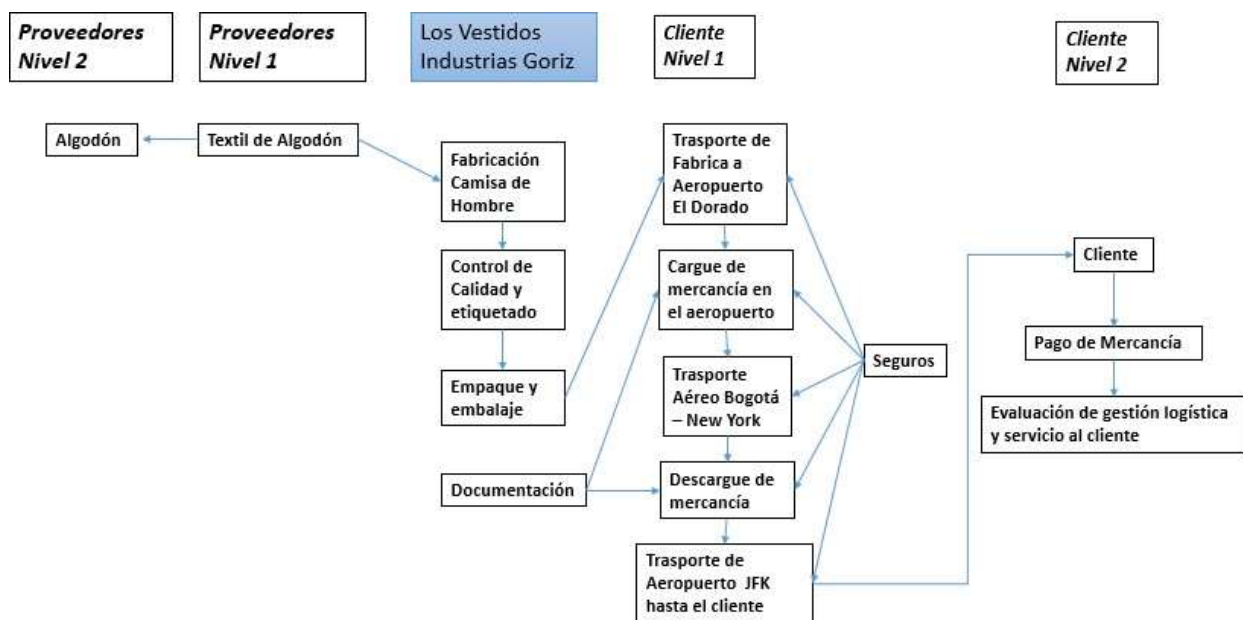 Proveedores
Nivel 2
Proveedores
Nivel 1
Los Vestidos
Industrias Goriz
Cliente
Nivel 1
Cliente
Nivel 2
Algodón
Textil de Algodón
Fabricación
Camisa de
Hombre
Control de
Calidad y
etiquetado
Empaque y
embalaje
Documentación
Trasporte de
Fabrica a
Aeropuerto
El Dorado
Cargue de
mercancía en
el aeropuerto
Trasporte
Aéreo Bogotá
– New York
Descargue de
mercancía
Trasporte de
Aeropuerto JFK
hasta el cliente
Seguros
Cliente
Pago de Mercancía
Evaluación de gestión logística
y servicio al cliente